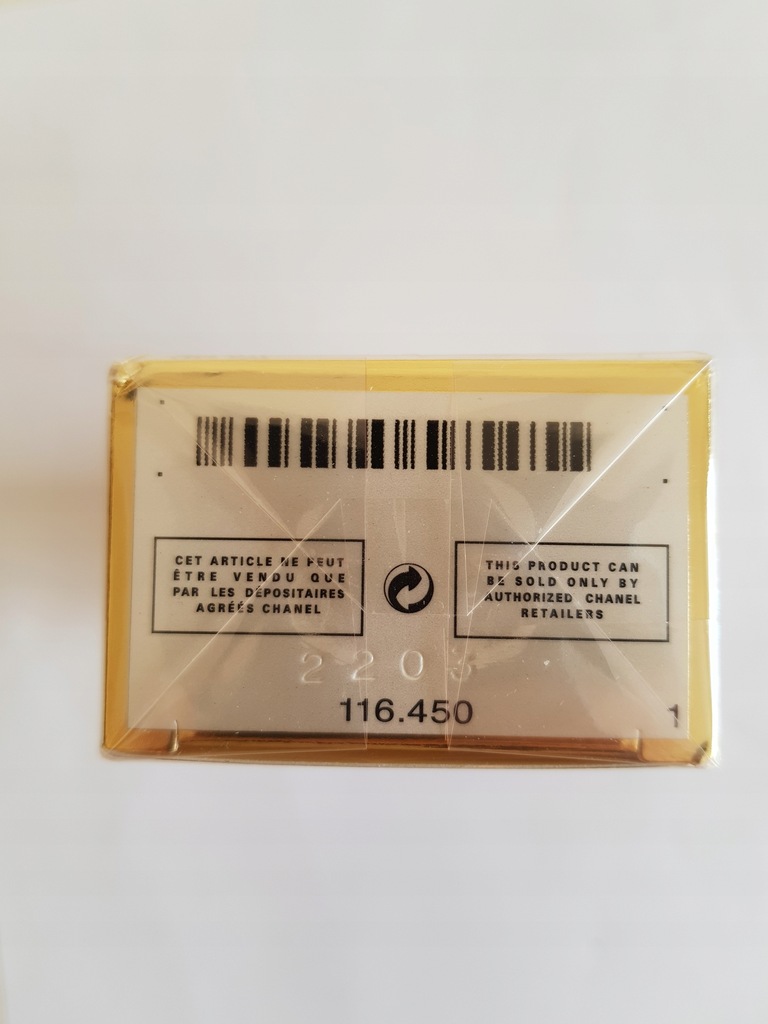 CET ARTICLE NE PEUT
ÊTRE VENDU QUE
PAR LES DÉPOSITAIRES
AGRÉÉS CHANEL
THIS PRODUCT CAN
BE SOLD ONLY BY
AUTHORIZED CHANEL
RETAILERS
2203
116.450
1